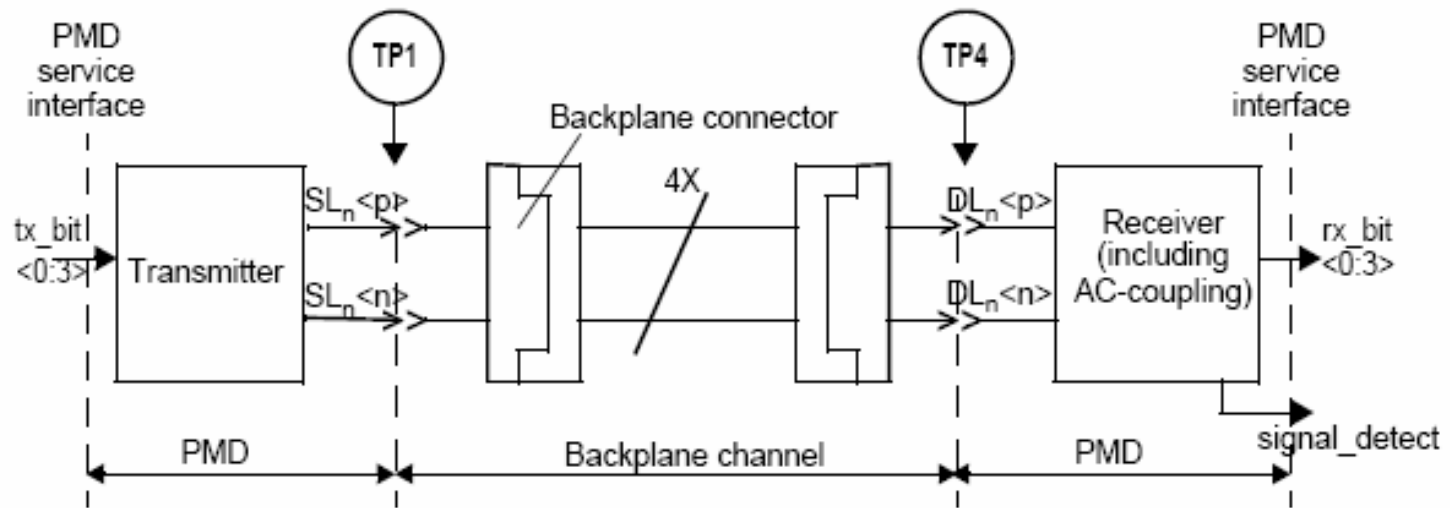 PMD
service
interface
TP1
TP4
PMD
service
interface
Backplane connector
4X
SLn<p>
DLn<p>
tx_bit
<0:3>
Transmitter
Receiver
(including
AC-coupling)
rx_bit
<0:3>
SLn<n>
DLn<n>
signal_detect
PMD
Backplane channel
PMD